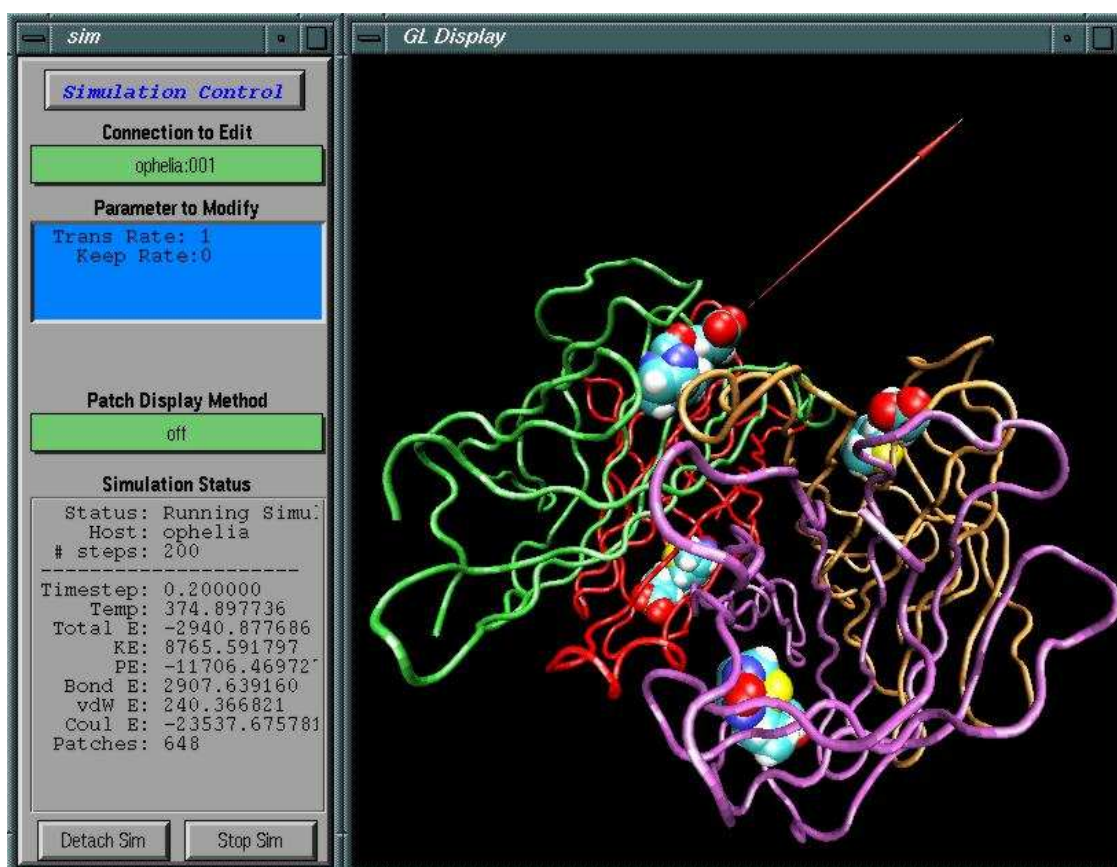 sim
Simulation Control
Connection to Edit
ophelia:001
Parameter to Modify
Trans Rate: 1
Keep Rate:0
Patch Display Method
off
Simulation Status
Status: Running Simul
Host: ophelia
# steps: 200
----------------------
Timestep: 0.200000
Temp: 374.897736
Total E: -2940.877686
KE: 8765.591797
PE: -11706.46972
Bond E: 2907.639160
vdW E: 240.366821
Coul E: -23537.675781
Patches: 648
Detach Sim
Stop Sim
GL Display